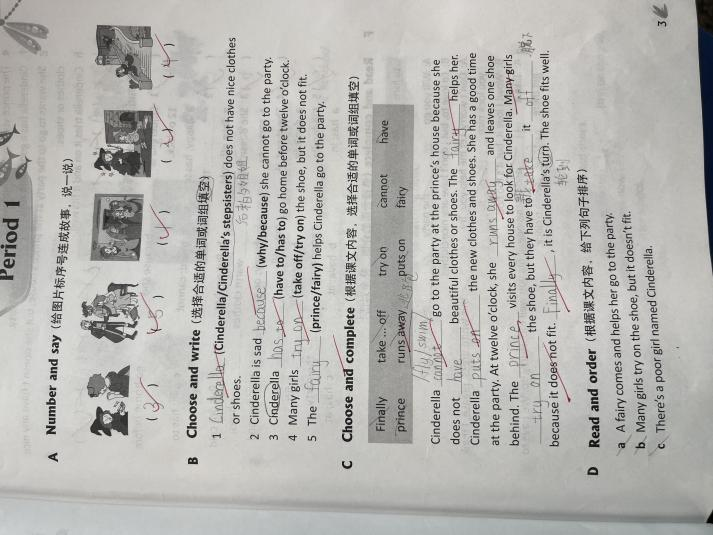 Period 1
A Number and say (给图片标序号连成故事，说一说)
(3) (5) (1) (2) (4)
B Choose and write (选择合适的单词或词组填空)
1 Cinderella (Cinderella/Cinderella's stepsisters) does not have nice clothes
or shoes.
2 Cinderella is sad because (why/because) she cannot go to the party.
3 Cinderella has to (have to/has to) go home before twelve o'clock.
4 Many girls try on (take off/try on) the shoe, but it does not fit.
5 The fairy (prince/fairy) helps Cinderella go to the party.
C Choose and complete (根据课文内容，选择合适的单词或词组填空)
Finally take ... off try on cannot have
prince runs away puts on fairy
fly/swim/
Cinderella cannot go to the party at the prince's house because she
does not have beautiful clothes or shoes. The fairy helps her.
Cinderella puts on the new clothes and shoes. She has a good time
at the party. At twelve o'clock, she runs away and leaves one shoe
behind. The prince visits every house to look for Cinderella. Many girls
try on the shoe, but they have to take it off 脱下
because it does not fit. Finally, it is Cinderella's turn. The shoe fits well.
轮到
D Read and order (根据课文内容，给下列句子排序)
a A fairy comes and helps her go to the party.
b Many girls try on the shoe, but it doesn't fit.
c There's a poor girl named Cinderella.
3